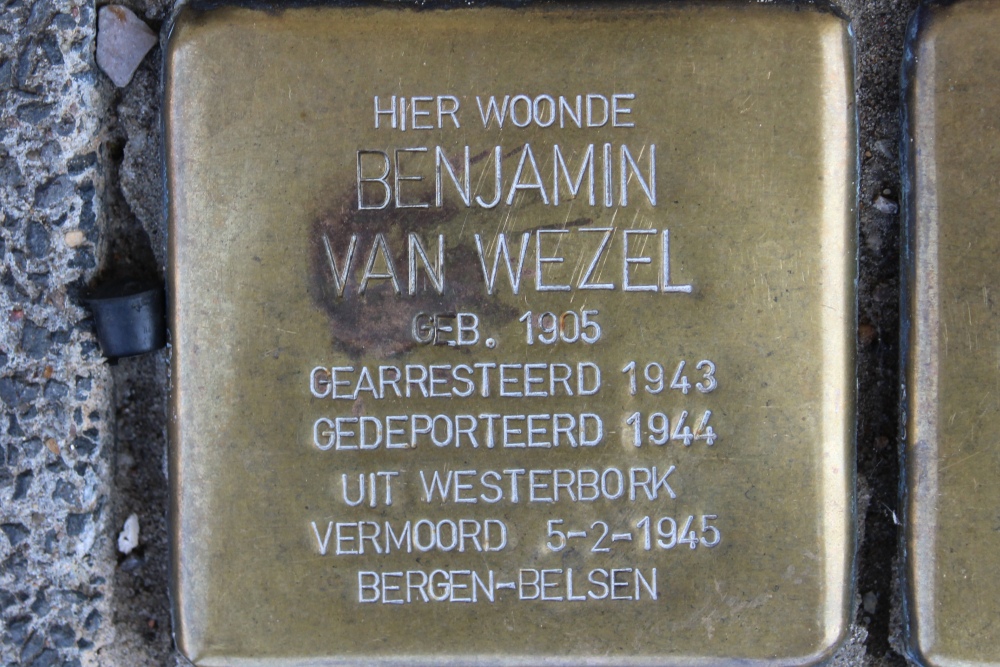 HIER WOONDE
BENJAMIN
VAN WEZEL
GEB. 1905
GEARRESTEERD 1943
GEDEPORTEERD 1944
UIT WESTERBORK
VERMOORD 5-2-1945
BERGEN-BELSEN